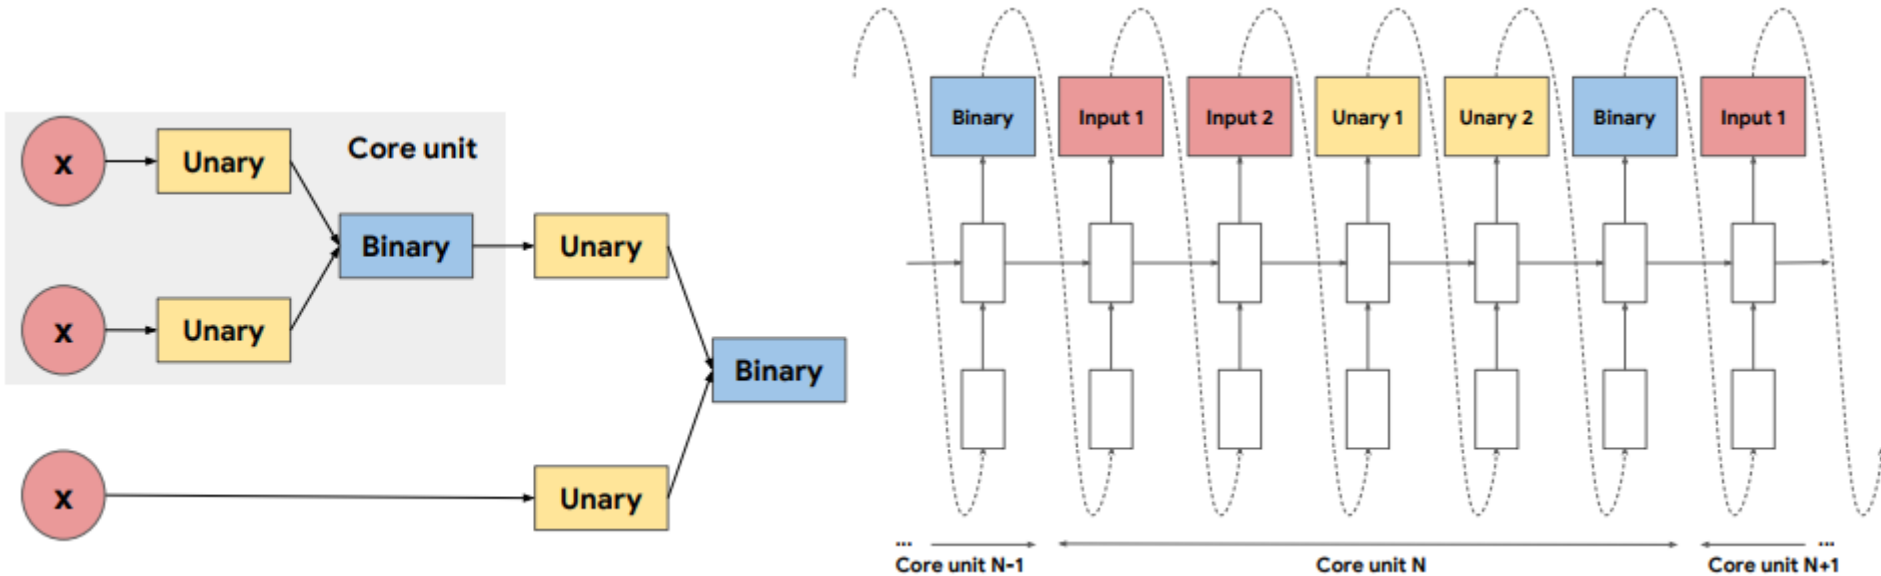 x
Unary
Core unit
Binary
x
Unary
Unary
Binary
x
Unary
Binary
Input 1
Input 2
Unary 1
Unary 2
Binary
Input 1
...
Core unit N-1
Core unit N
...
Core unit N+1